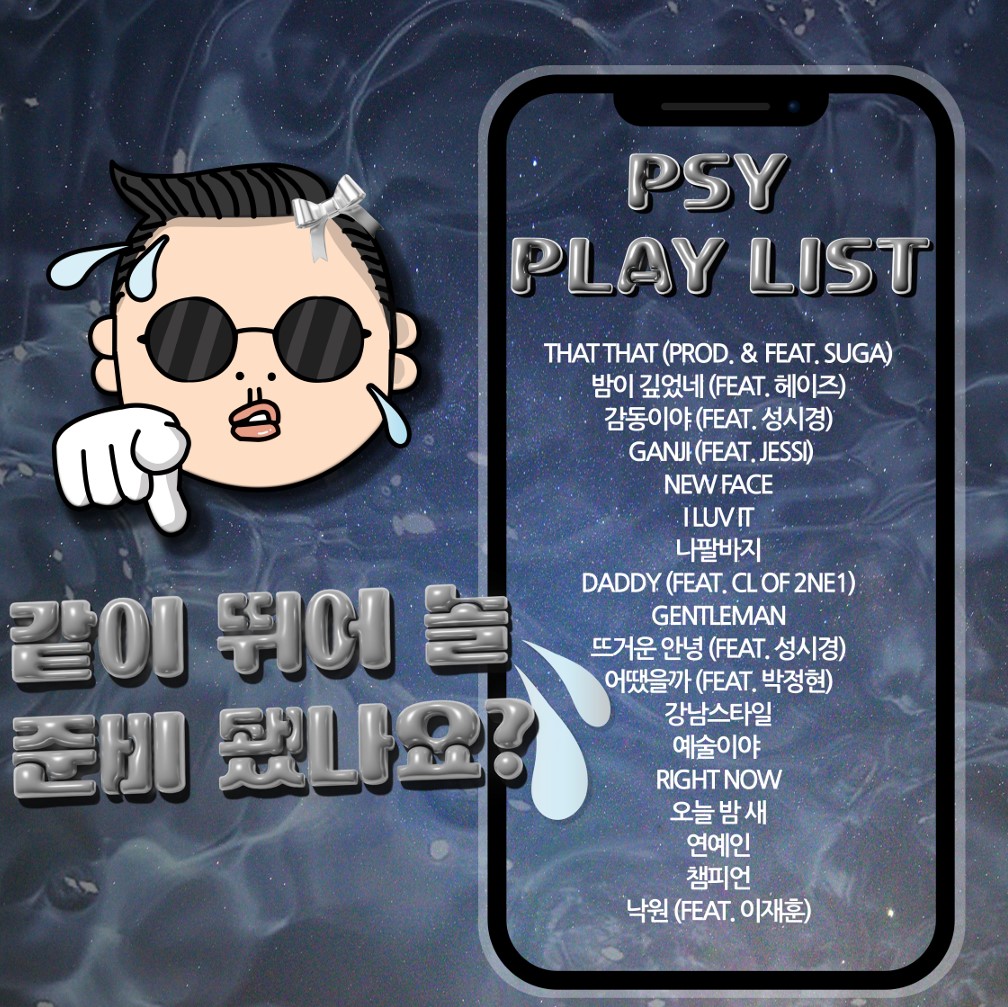 PSY
PLAY LIST
THAT THAT (PROD. & FEAT. SUGA)
밤이 깊었네 (FEAT. 헤이즈)
감동이야 (FEAT. 성시경)
GANJI (FEAT. JESSI)
NEW FACE
I LUV IT
나팔바지
DADDY (FEAT. CL OF 2NE1)
GENTLEMAN
뜨거운 안녕 (FEAT. 성시경)
어땠을까 (FEAT. 박정현)
강남스타일
예술이야
RIGHT NOW
오늘 밤 새
연예인
챔피언
낙원 (FEAT. 이재훈)
같이 뛰어 놀
준비 됐나요?